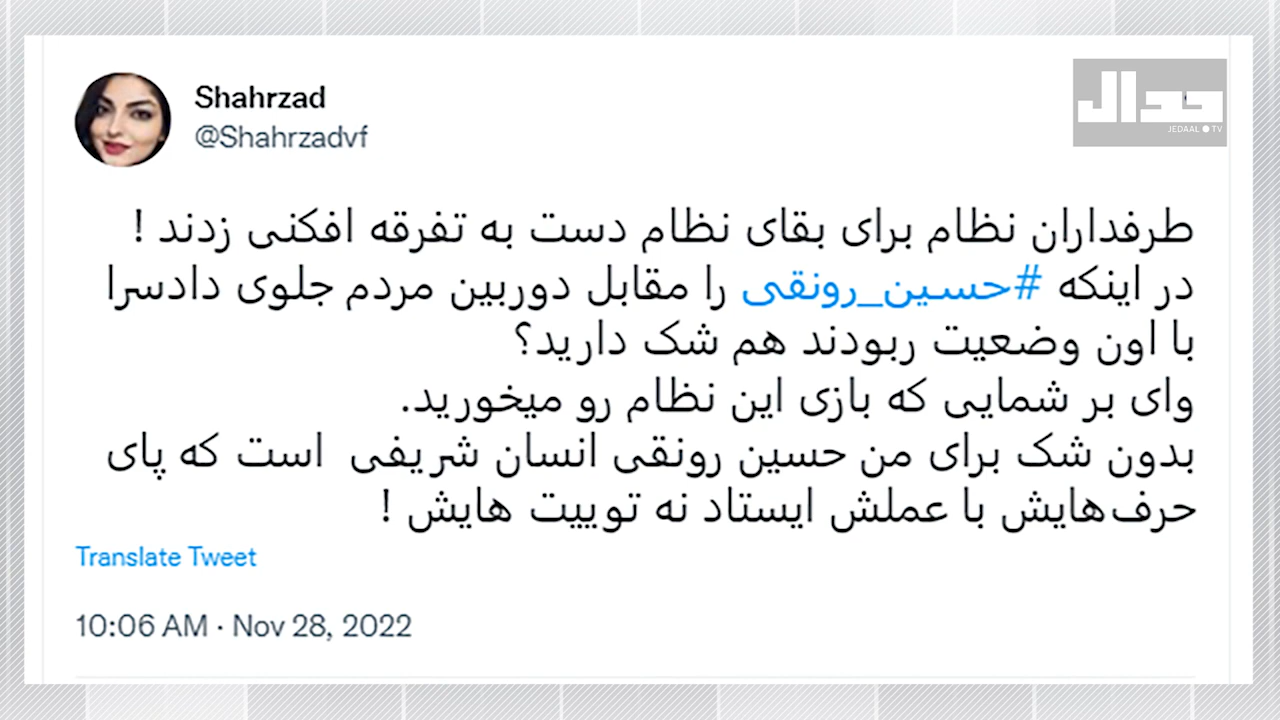 Shahrzad
@Shahrzadvf
جدال
JEDAAL TV
طرفداران نظام برای بقای نظام دست به تفرقه افکنی زدند !
در اینکه #حسین_رونقی را مقابل دوربین مردم جلوی دادسرا
با اون وضعیت ربودند هم شک دارید؟
وای بر شمایی که بازی این نظام رو میخورید.
بدون شک برای من حسین رونقی انسان شریفی است که پای
حرف‌هایش با عملش ایستاد نه توییت هایش !
Translate Tweet
10:06 AM · Nov 28, 2022